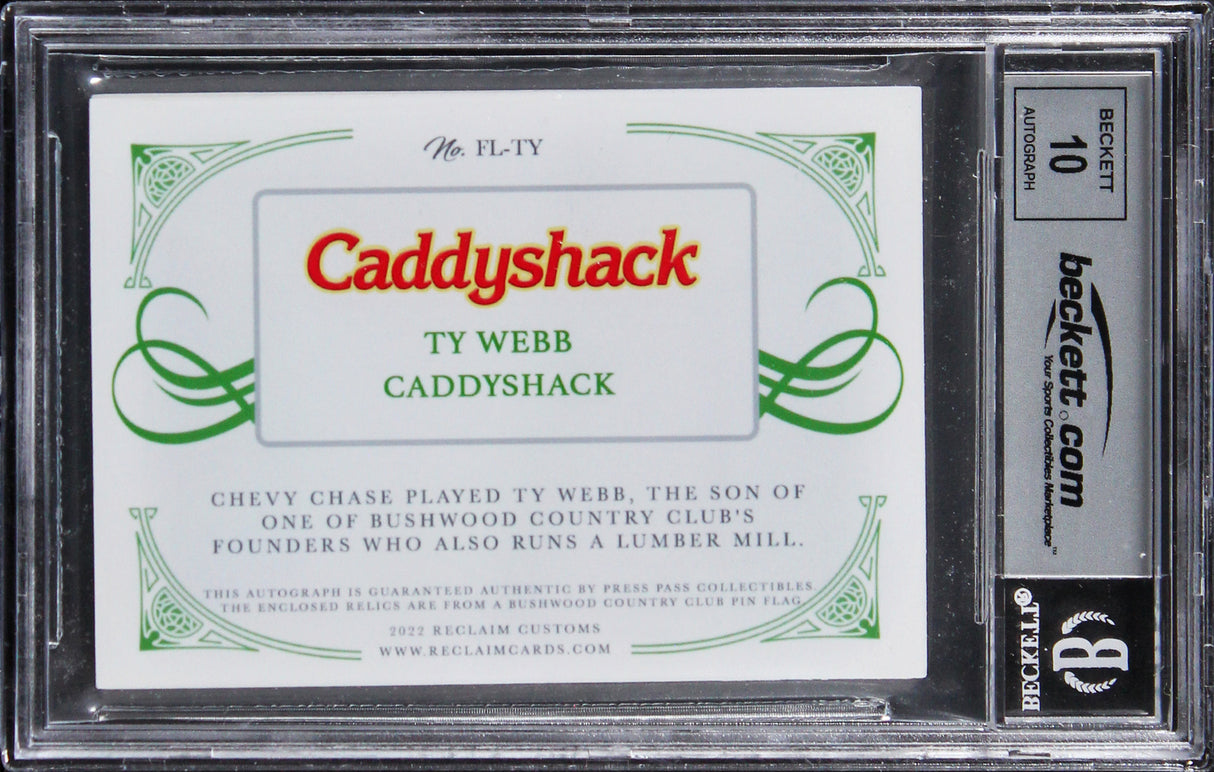 No. FL-TY
Caddyshack
TY WEBB
CADDYSHACK
CHEVY CHASE PLAYED TY WEBB, THE SON OF
ONE OF BUSHWOOD COUNTRY CLUB'S
FOUNDERS WHO ALSO RUNS A LUMBER MILL.
THIS AUTOGRAPH IS GUARANTEED AUTHENTIC BY PRESS PASS COLLECTIBLES
THE ENCLOSED RELICS ARE FROM A BUSHWOOD COUNTRY CLUB PIN FLAG
2022 RECLAIM CUSTOMS
WWW.RECLAIMCARDS.COM
BECKETT
10
AUTOGRAPH
beckett.com
Your Sports Collectibles Marketplace™
B
BECKETT®